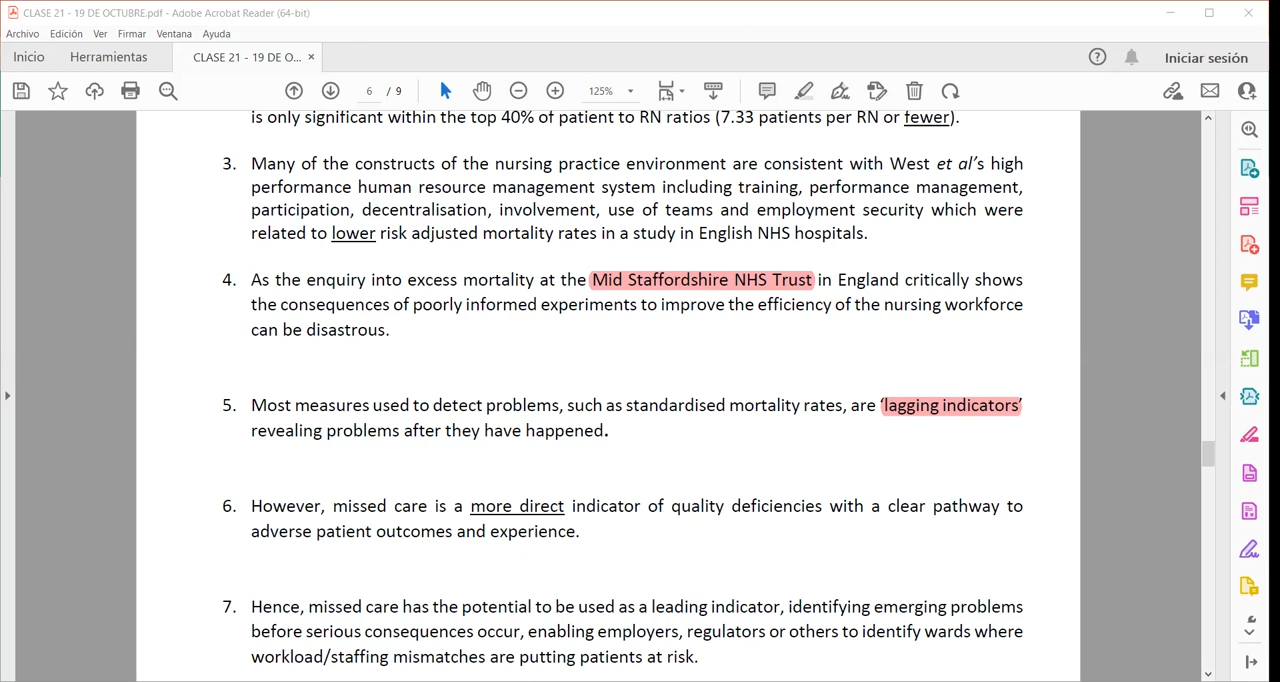 CLASE 21 - 19 DE OCTUBRE.pdf - Adobe Acrobat Reader (64-bit)
Archivo Edición Ver Firmar Ventana Ayuda
Inicio Herramientas CLASE 21 - 19 DE O... × Iniciar sesión
6 / 9 125%
is only significant within the top 40% of patient to RN ratios (7.33 patients per RN or fewer).
3. Many of the constructs of the nursing practice environment are consistent with West et al’s high
performance human resource management system including training, performance management,
participation, decentralisation, involvement, use of teams and employment security which were
related to lower risk adjusted mortality rates in a study in English NHS hospitals.
4. As the enquiry into excess mortality at the Mid Staffordshire NHS Trust in England critically shows
the consequences of poorly informed experiments to improve the efficiency of the nursing workforce
can be disastrous.
5. Most measures used to detect problems, such as standardised mortality rates, are ‘lagging indicators’
revealing problems after they have happened.
6. However, missed care is a more direct indicator of quality deficiencies with a clear pathway to
adverse patient outcomes and experience.
7. Hence, missed care has the potential to be used as a leading indicator, identifying emerging problems
before serious consequences occur, enabling employers, regulators or others to identify wards where
workload/staffing mismatches are putting patients at risk.